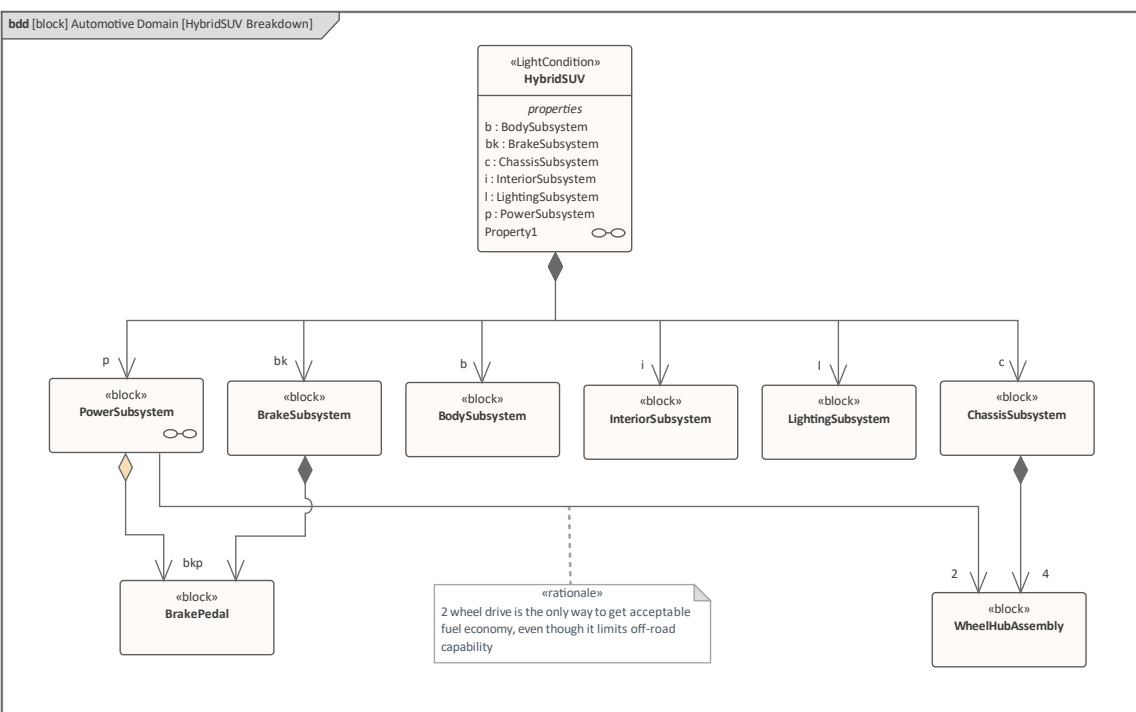 bdd [block] Automotive Domain [HybridSUV Breakdown]
«LightCondition»
HybridSUV
properties
b : BodySubsystem
bk : BrakeSubsystem
c : ChassisSubsystem
i : InteriorSubsystem
l : LightingSubsystem
p : PowerSubsystem
Property1
p
bk
b
i
l
c
«block»
PowerSubsystem
«block»
BrakeSubsystem
«block»
BodySubsystem
«block»
InteriorSubsystem
«block»
LightingSubsystem
«block»
ChassisSubsystem
bkp
2
4
«block»
BrakePedal
«rationale»
2 wheel drive is the only way to get acceptable
fuel economy, even though it limits off-road
capability
«block»
WheelHubAssembly